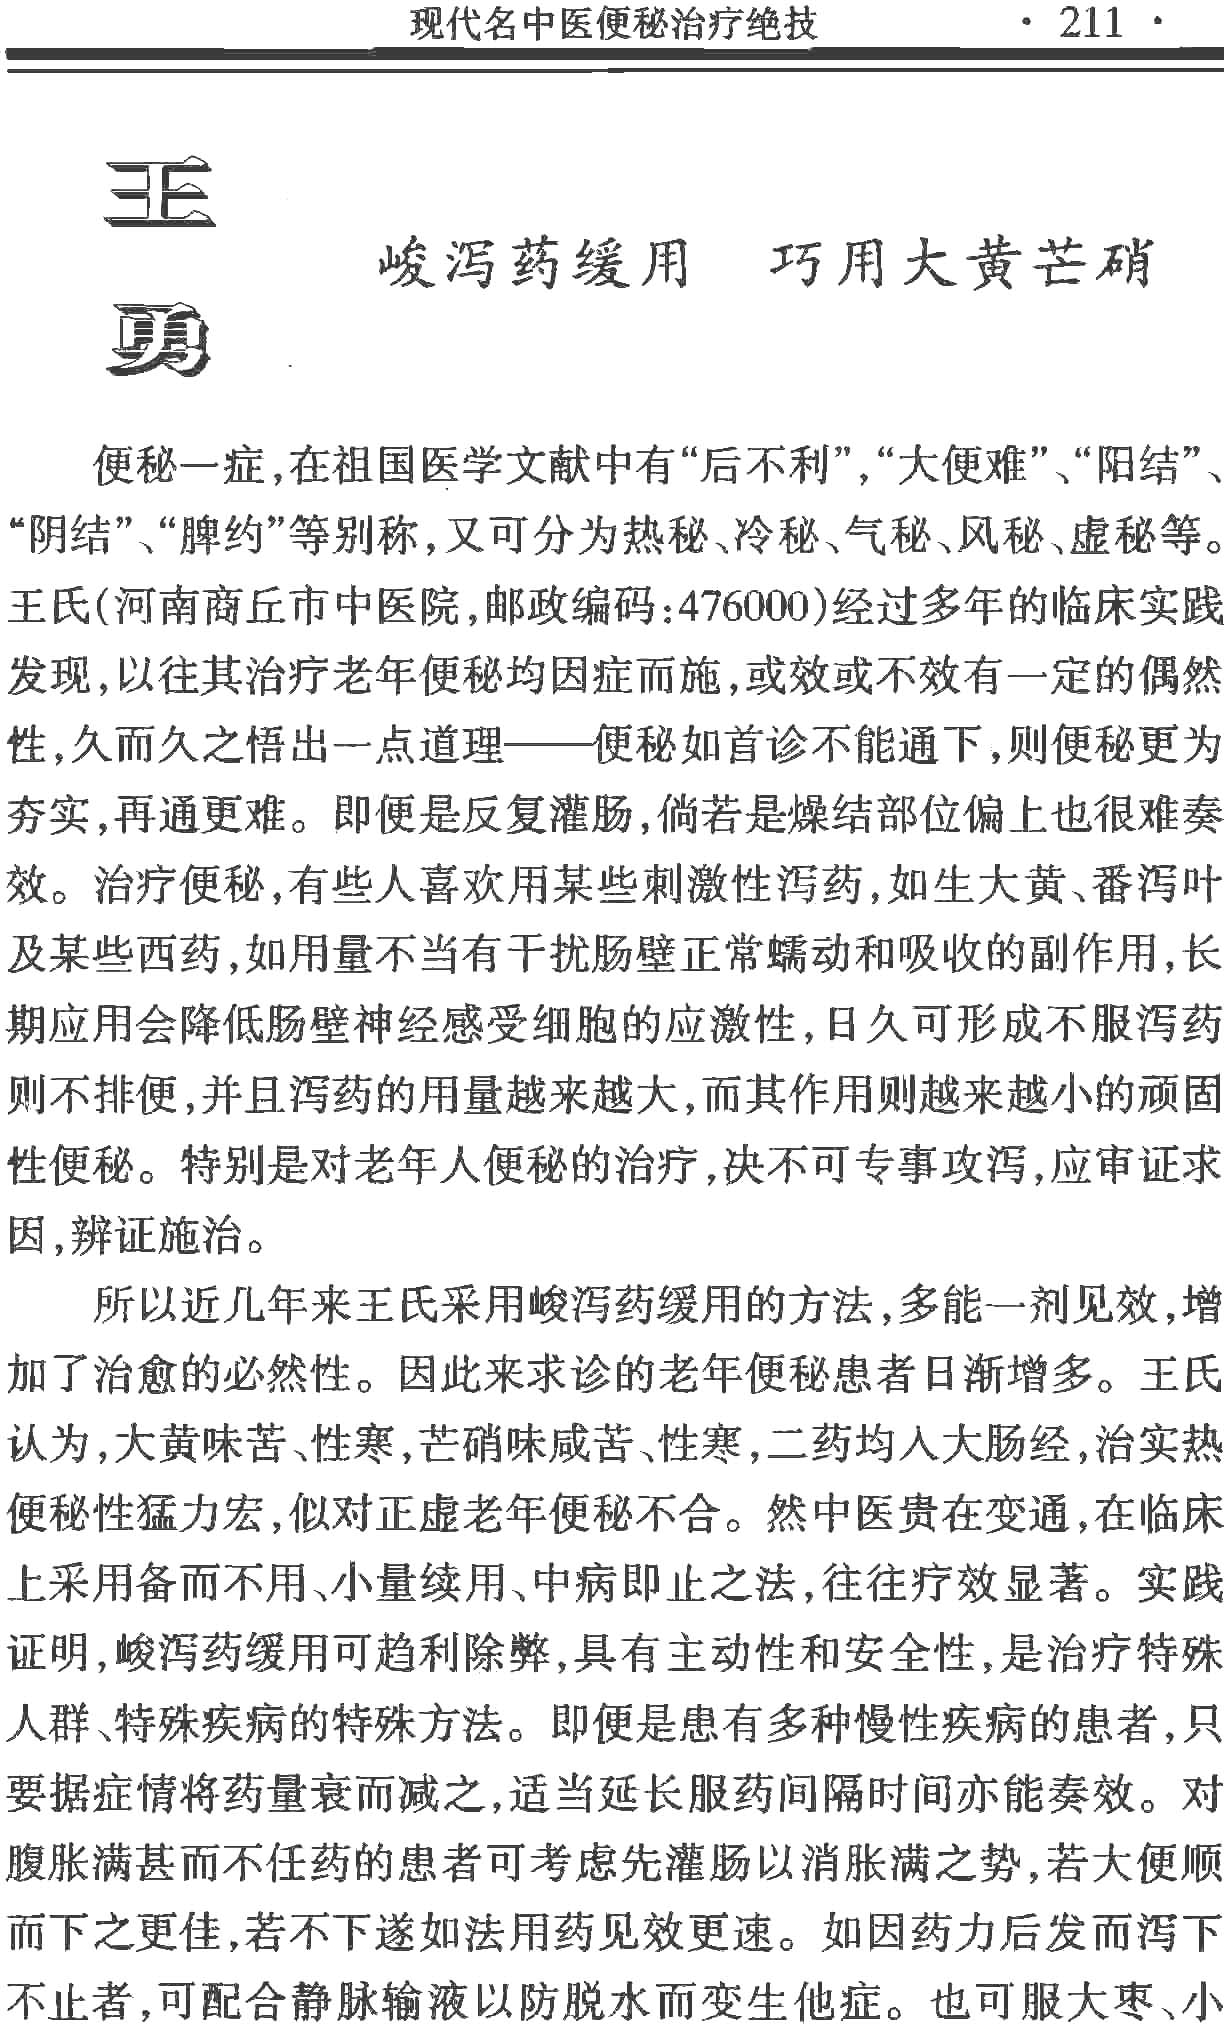 现代名中医便秘治疗绝技 · 211 ·
王勇
峻泻药缓用 巧用大黄芒硝
便秘一症,在祖国医学文献中有“后不利”,“大便难”、“阳结”、
“阴结”、“脾约”等别称,又可分为热秘、冷秘、气秘、风秘、虚秘等。
王氏(河南商丘市中医院,邮政编码:476000)经过多年的临床实践
发现,以往其治疗老年便秘均因症而施,或效或不效有一定的偶然
性,久而久之悟出一点道理——便秘如首诊不能通下,则便秘更为
夯实,再通更难。即便是反复灌肠,倘若是燥结部位偏上也很难奏
效。治疗便秘,有些人喜欢用某些刺激性泻药,如生大黄、番泻叶
及某些西药,如用量不当有干扰肠壁正常蠕动和吸收的副作用,长
期应用会降低肠壁神经感受细胞的应激性,日久可形成不服泻药
则不排便,并且泻药的用量越来越大,而其作用则越来越小的顽固
性便秘。特别是对老年人便秘的治疗,决不可专事攻泻,应审证求
因,辨证施治。
所以近几年来王氏采用峻泻药缓用的方法,多能一剂见效,增
加了治愈的必然性。因此来求诊的老年便秘患者日渐增多。王氏
认为,大黄味苦、性寒,芒硝味咸苦、性寒,二药均入大肠经,治实热
便秘性猛力宏,似对正虚老年便秘不合。然中医贵在变通,在临床
上采用备而不用、小量续用、中病即止之法,往往疗效显著。实践
证明,峻泻药缓用可趋利除弊,具有主动性和安全性,是治疗特殊
人群、特殊疾病的特殊方法。即便是患有多种慢性疾病的患者,只
要据症情将药量衰而减之,适当延长服药间隔时间亦能奏效。对
腹胀满甚而不任药的患者可考虑先灌肠以消胀满之势,若大便顺
而下之更佳,若不下遂如法用药见效更速。如因药力后发而泻下
不止者,可配合静脉输液以防脱水而变生他症。也可服大枣、小